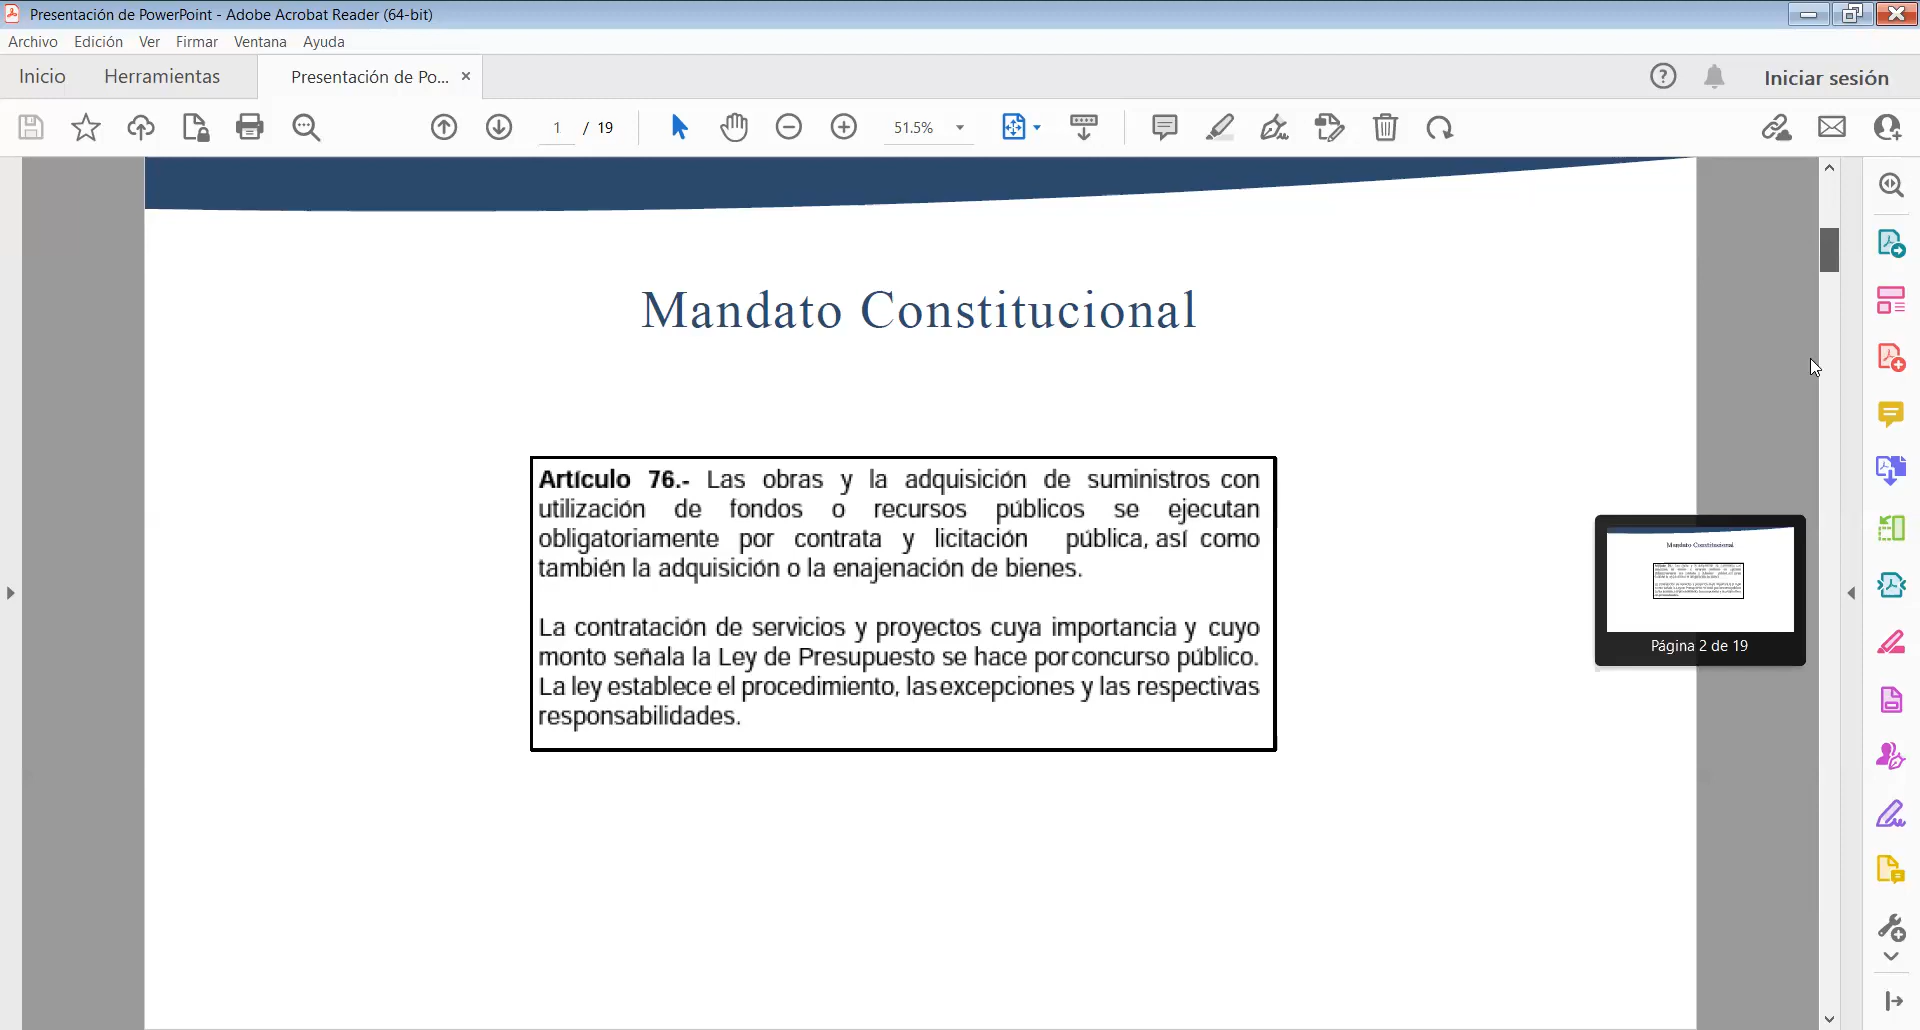 Presentación de PowerPoint - Adobe Acrobat Reader (64-bit)
Archivo Edición Ver Firmar Ventana Ayuda
Inicio Herramientas Presentación de Po... Iniciar sesión
1 / 19 51.5%
Mandato Constitucional
Artículo 76.- Las obras y la adquisición de suministros con
utilización de fondos o recursos públicos se ejecutan
obligatoriamente por contrata y licitación pública, así como
también la adquisición o la enajenación de bienes.
La contratación de servicios y proyectos cuya importancia y cuyo
monto señala la Ley de Presupuesto se hace por concurso público.
La ley establece el procedimiento, las excepciones y las respectivas
responsabilidades.
Mandato Constitucional
Página 2 de 19